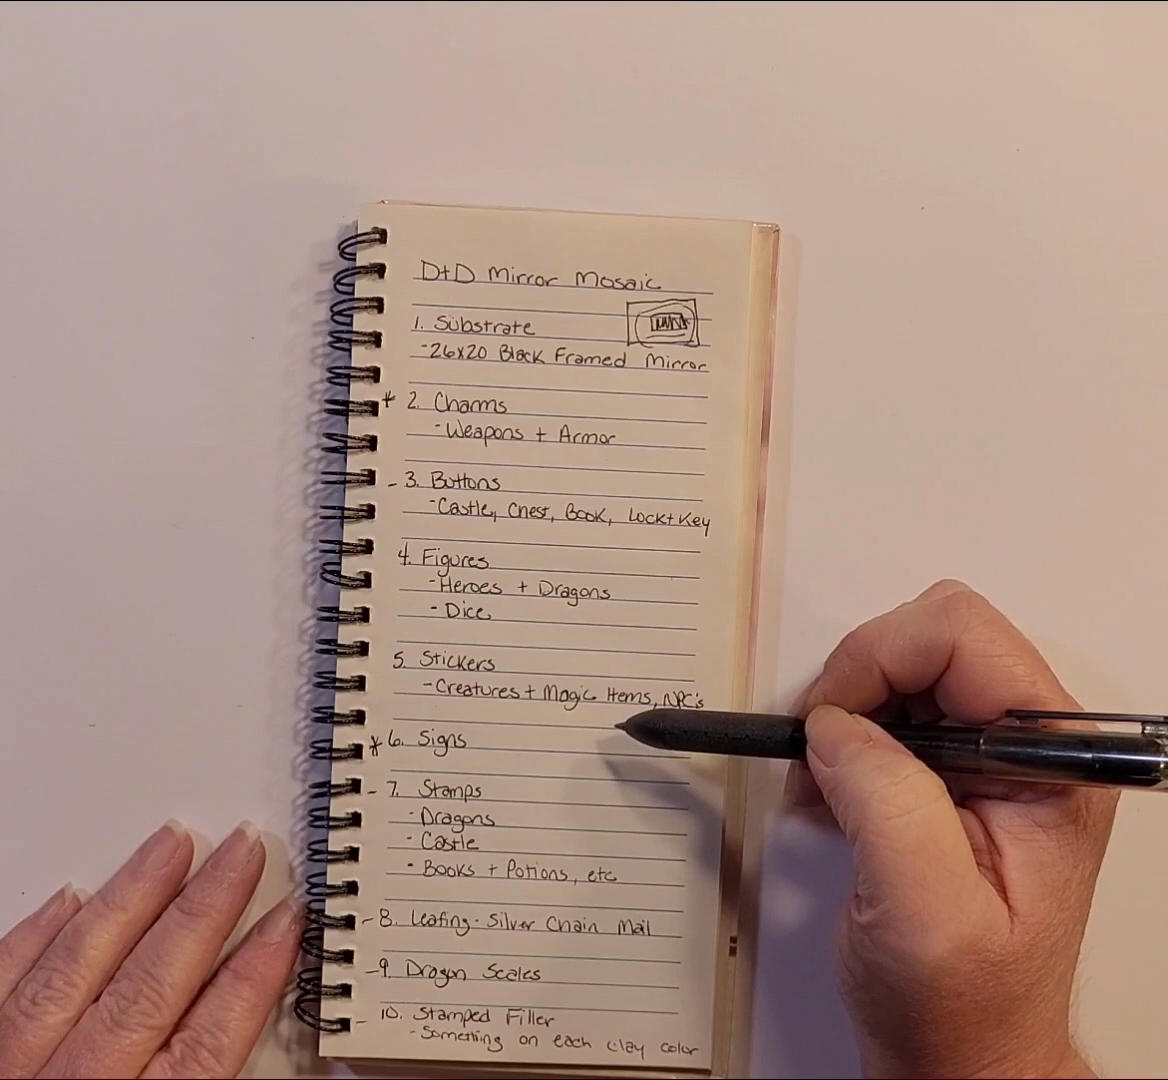 D+D Mirror Mosaic
1. Substrate
-26x20 Black Framed Mirror
* 2. Charms
-Weapons + Armor
- 3. Buttons
-Castle, Chest, Book, Lock+Key
4. Figures
-Heroes + Dragons
- Dice
5. Stickers
-Creatures + Magic Items, NPC's
* 6. Signs
- 7. Stamps
- Dragons
- Castle
- Books + Potions, etc
- 8. Leafing - Silver Chain Mail
- 9. Dragon Scales
- 10. Stamped Filler
- Something on each clay color